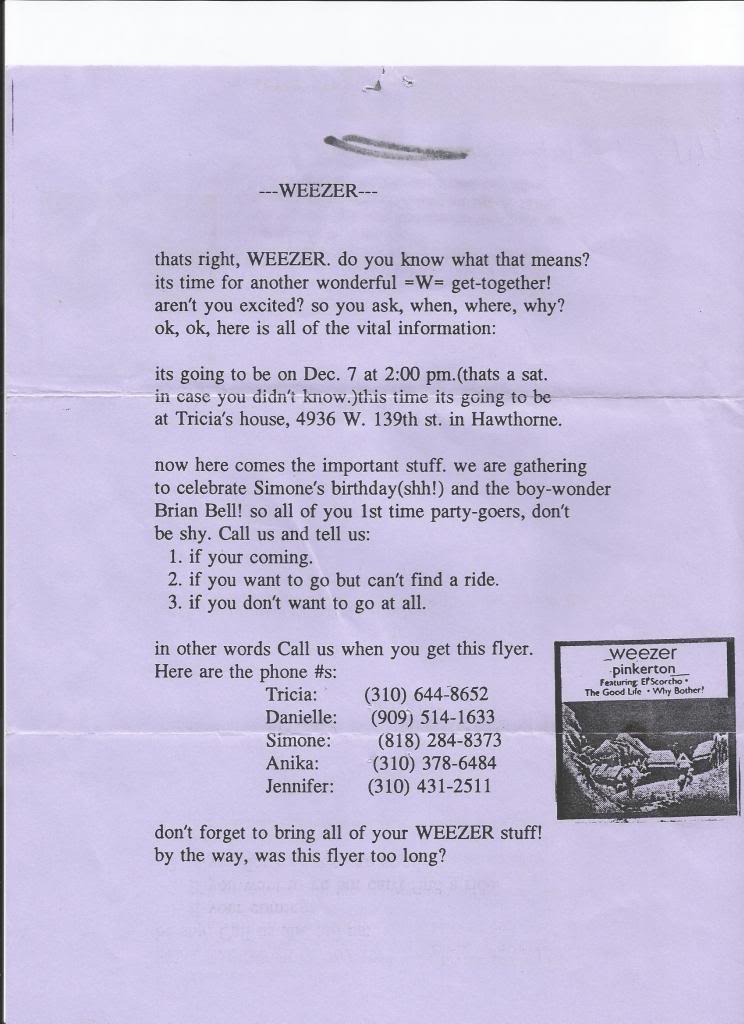 ---WEEZER---
thats right, WEEZER. do you know what that means?
its time for another wonderful =W= get-together!
aren't you excited? so you ask, when, where, why?
ok, ok, here is all of the vital information:
its going to be on Dec. 7 at 2:00 pm.(thats a sat.
in case you didn't know.)this time its going to be
at Tricia's house, 4936 W. 139th st. in Hawthorne.
now here comes the important stuff. we are gathering
to celebrate Simone's birthday(shh!) and the boy-wonder
Brian Bell! so all of you 1st time party-goers, don't
be shy. Call us and tell us:
1. if your coming.
2. if you want to go but can't find a ride.
3. if you don't want to go at all.
in other words Call us when you get this flyer.
Here are the phone #s:
Tricia: (310) 644-8652
Danielle: (909) 514-1633
Simone: (818) 284-8373
Anika: (310) 378-6484
Jennifer: (310) 431-2511
weezer
pinkerton
Featuring: El Scorcho •
The Good Life • Why Bother?
don't forget to bring all of your WEEZER stuff!
by the way, was this flyer too long?